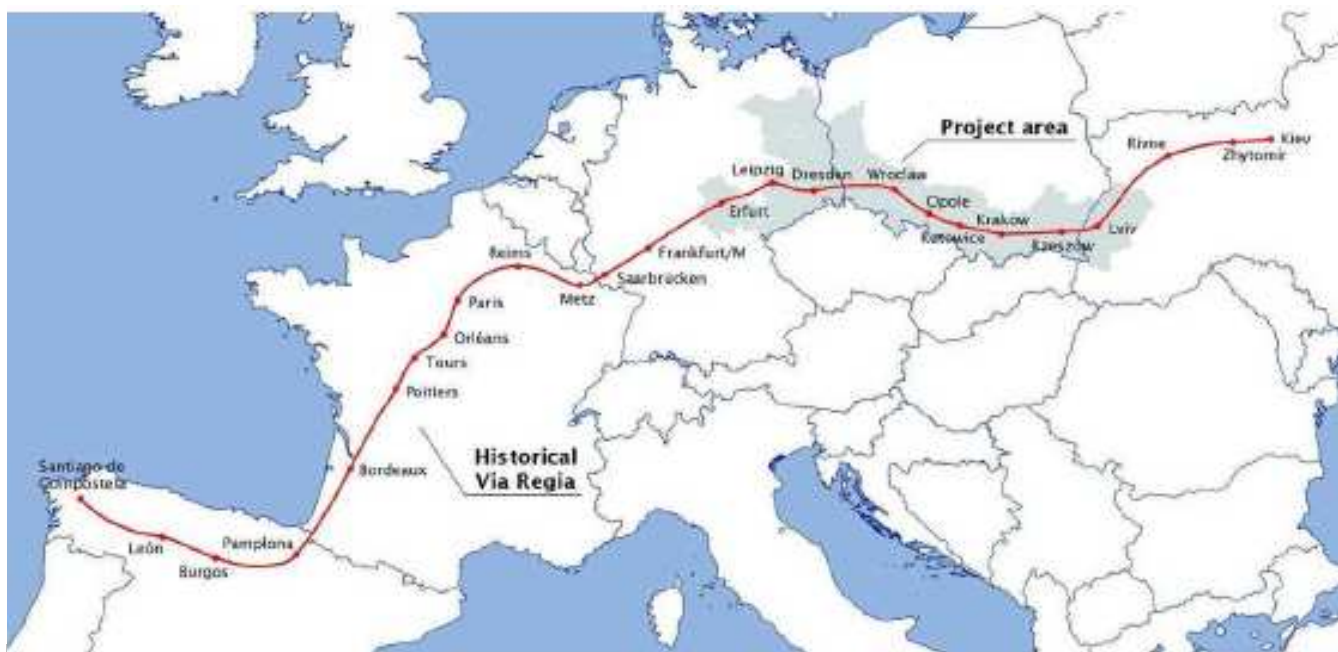 Project area
Rivne
Kiev
Zhytomir
Leipzig
Dresden
Wroclaw
Erfurt
Opole
Krakow
Katowice
Rzeszów
Lviv
Frankfurt/M
Reims
Saarbrücken
Metz
Paris
Orléans
Tours
Poitiers
Historical
Via Regia
Bordeaux
Santiago de
Compostela
Pamplona
León
Burgos